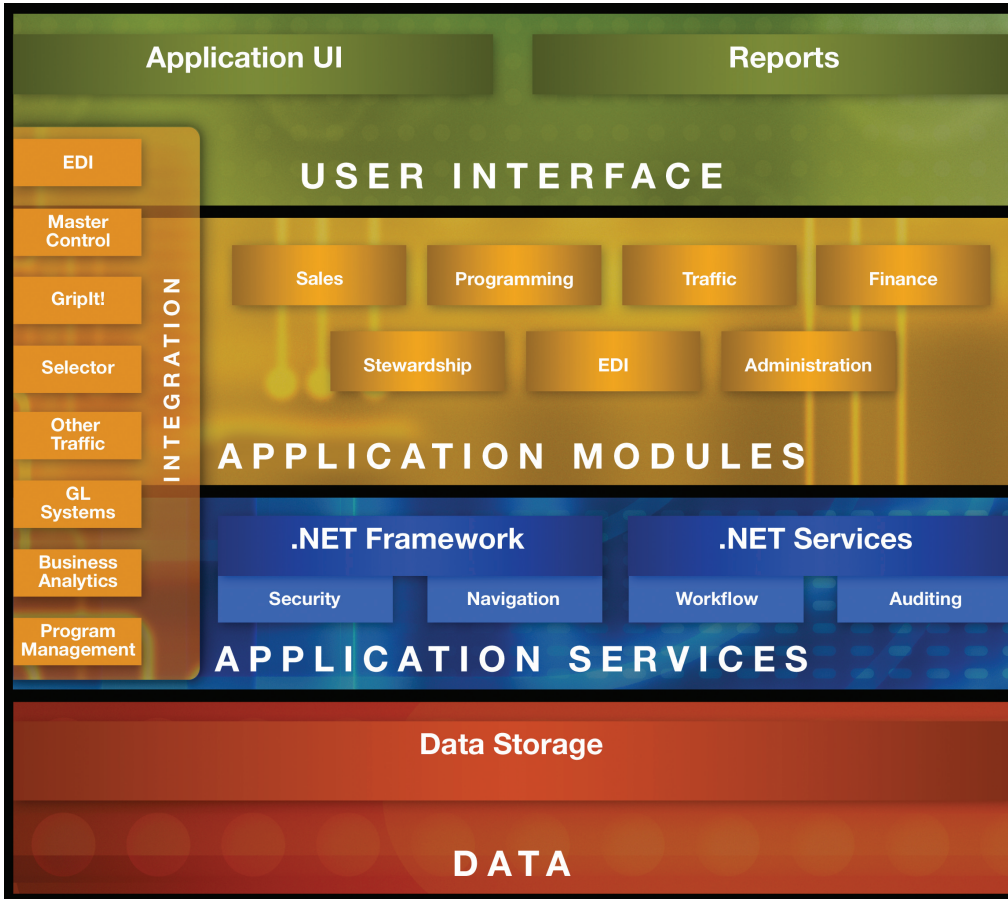 Application UI
Reports
USER INTERFACE
EDI
Master
Control
GripIt!
Selector
Other
Traffic
GL
Systems
Business
Analytics
Program
Management
INTEGRATION
Sales
Programming
Traffic
Finance
Stewardship
EDI
Administration
APPLICATION MODULES
.NET Framework
.NET Services
Security
Navigation
Workflow
Auditing
APPLICATION SERVICES
Data Storage
DATA